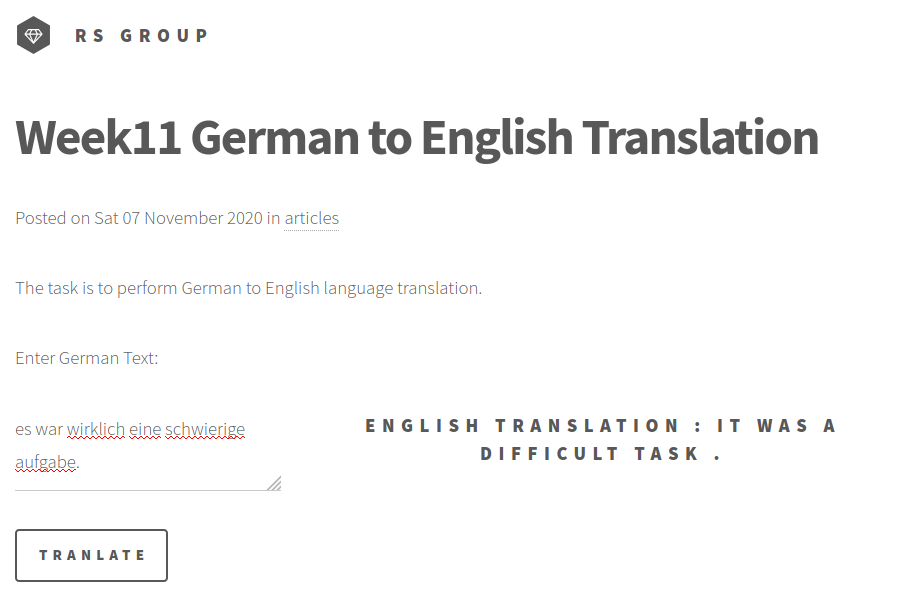 RS GROUP
Week11 German to English Translation
Posted on Sat 07 November 2020 in articles
The task is to perform German to English language translation.
Enter German Text:
es war wirklich eine schwierige
aufgabe.
ENGLISH TRANSLATION : IT WAS A
DIFFICULT TASK .
TRANLATE